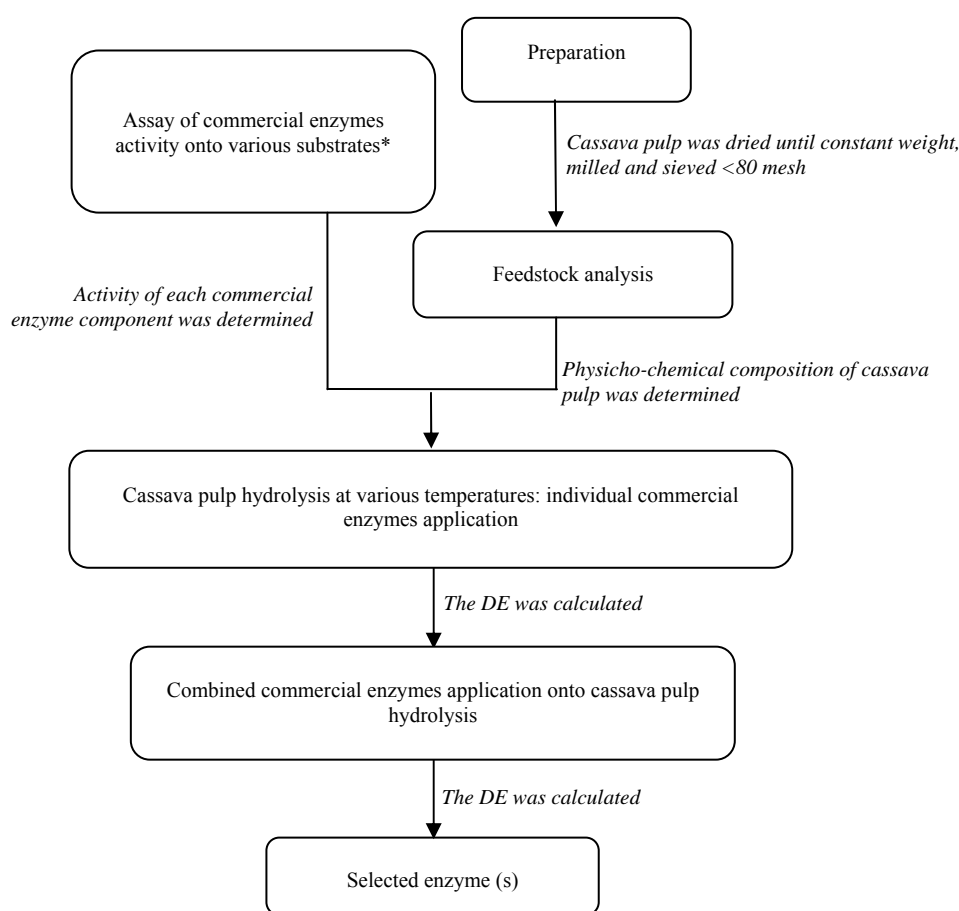 Preparation
Assay of commercial enzymes
activity onto various substrates*
Cassava pulp was dried until constant weight,
milled and sieved <80 mesh
Feedstock analysis
Activity of each commercial
enzyme component was determined
Physicho-chemical composition of cassava
pulp was determined
Cassava pulp hydrolysis at various temperatures: individual commercial
enzymes application
The DE was calculated
Combined commercial enzymes application onto cassava pulp
hydrolysis
The DE was calculated
Selected enzyme (s)